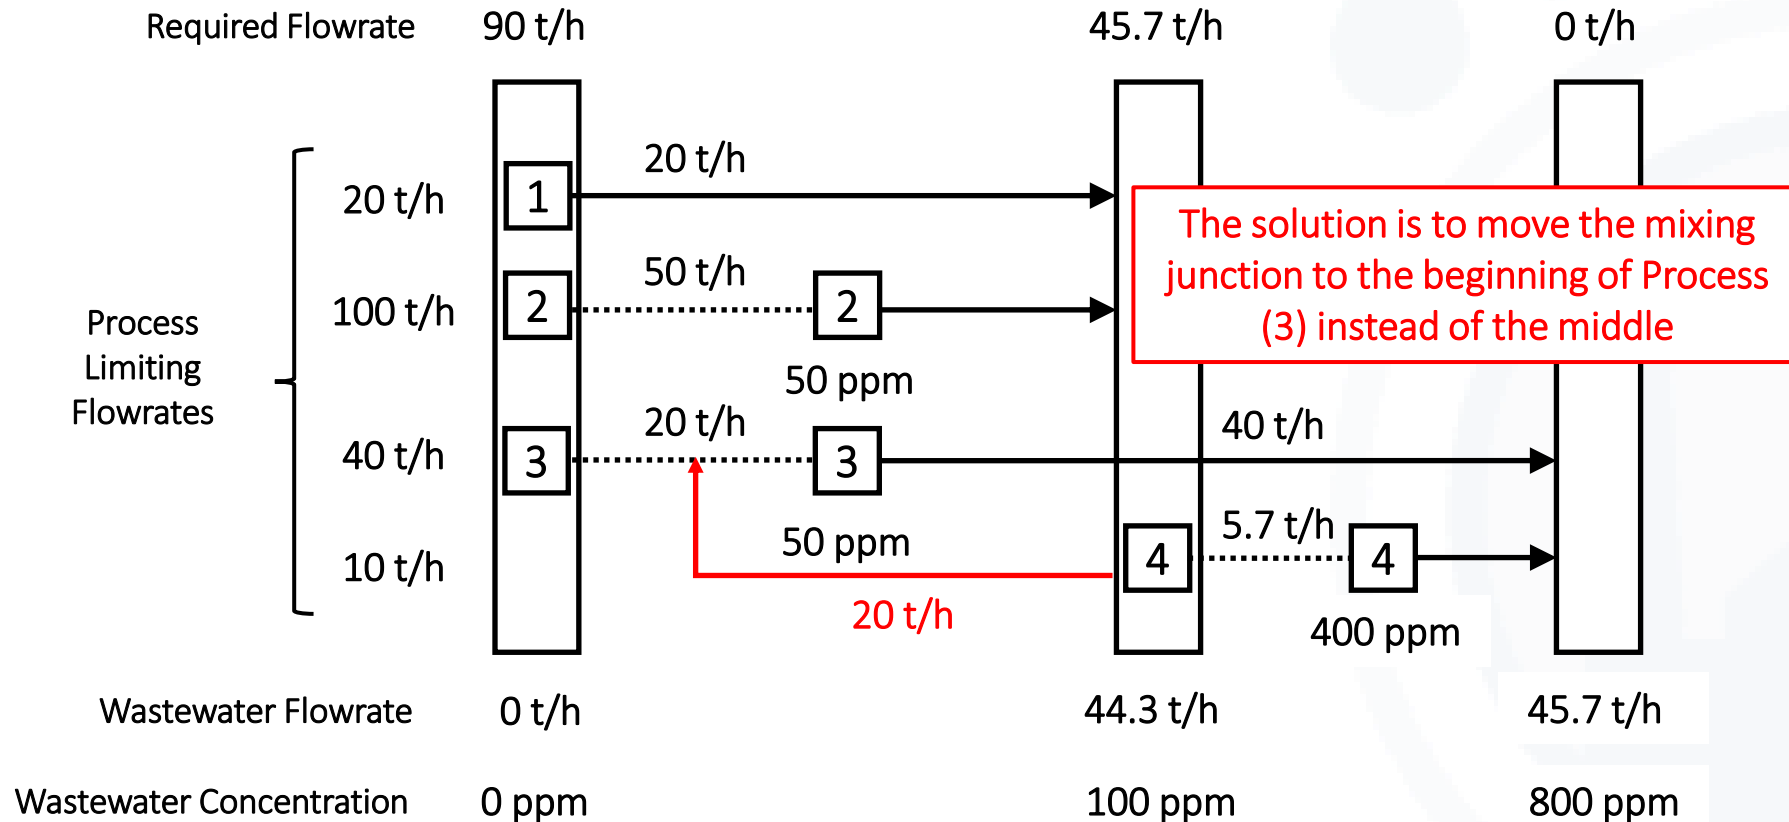 Required Flowrate 90 t/h 45.7 t/h 0 t/h
20 t/h
20 t/h 1
The solution is to move the mixing
junction to the beginning of Process
(3) instead of the middle
50 t/h
100 t/h 2 2
50 ppm
Process
Limiting
Flowrates
20 t/h 40 t/h
40 t/h 3 3
50 ppm 5.7 t/h
10 t/h 4 4
20 t/h
400 ppm
Wastewater Flowrate 0 t/h 44.3 t/h 45.7 t/h
Wastewater Concentration 0 ppm 100 ppm 800 ppm